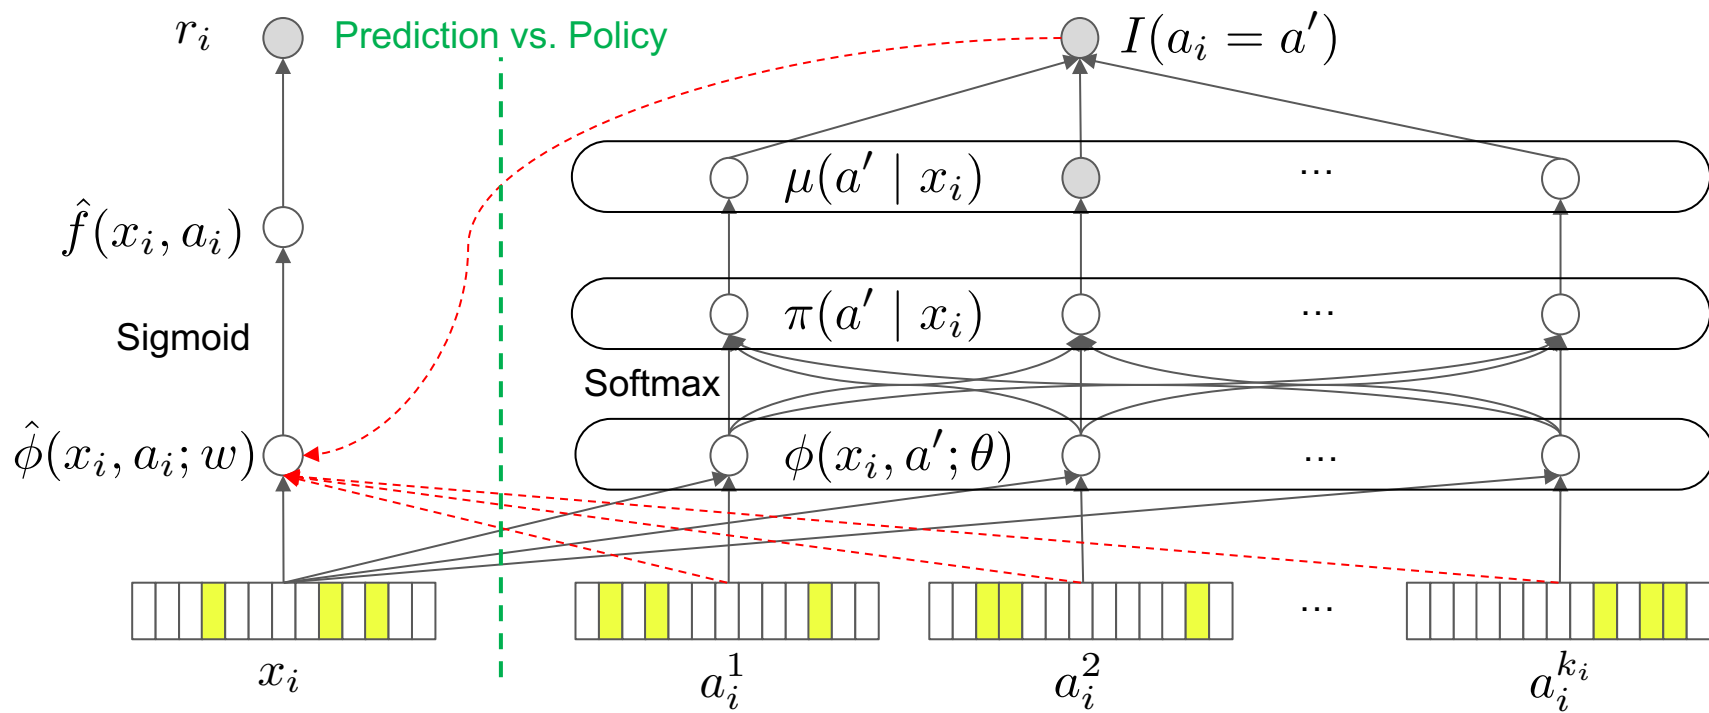 r_i
Prediction vs. Policy
I(a_i = a′)
μ(a′ | x_i)
...
f̂(x_i, a_i)
π(a′ | x_i)
...
Sigmoid
Softmax
φ̂(x_i, a_i; w)
ϕ(x_i, a′; θ)
...
...
x_i
a_i^1
a_i^2
a_i^{k_i}